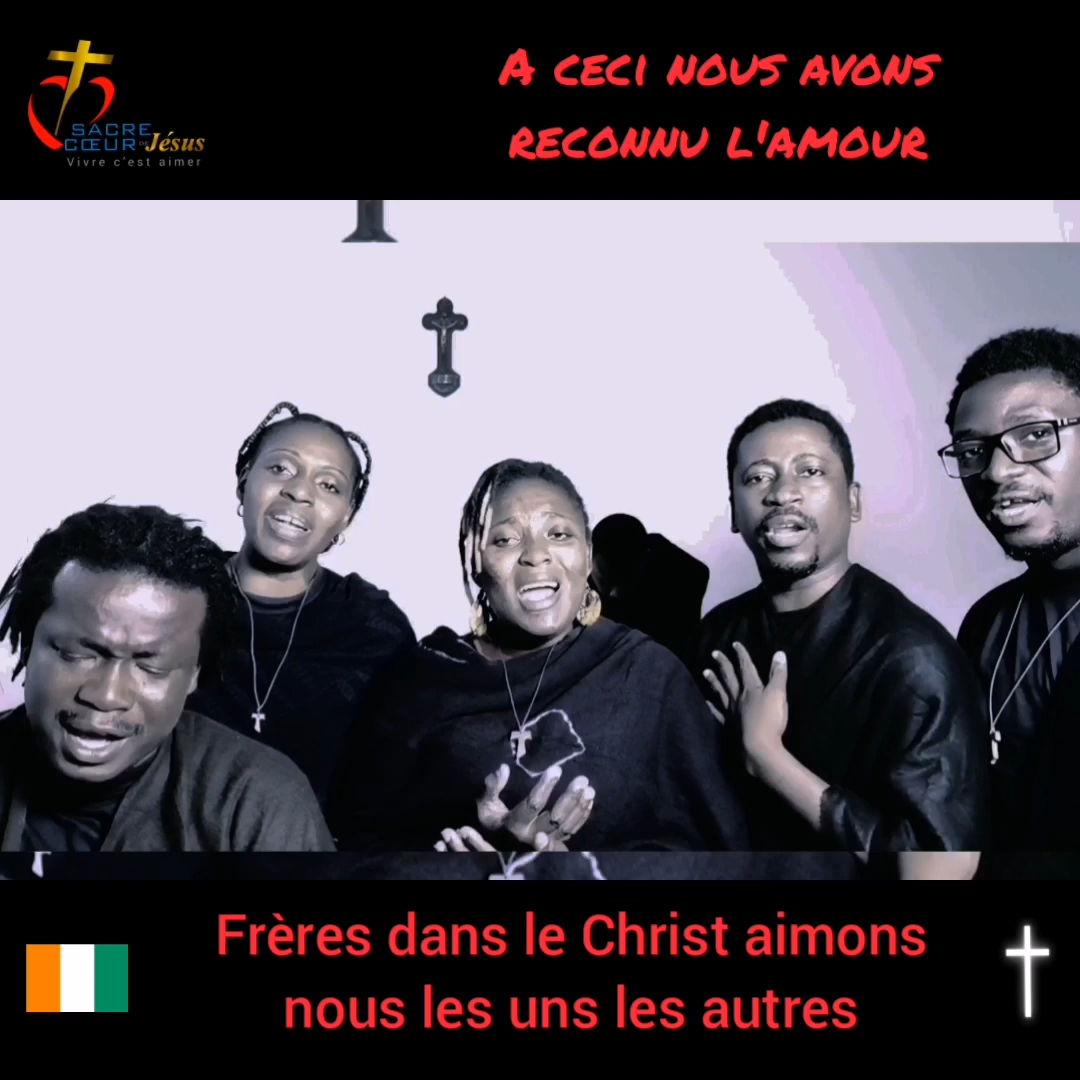 SACRE
CŒUR DE Jésus
Vivre c'est aimer
A CECI NOUS AVONS
RECONNU L'AMOUR
Frères dans le Christ aimons
nous les uns les autres